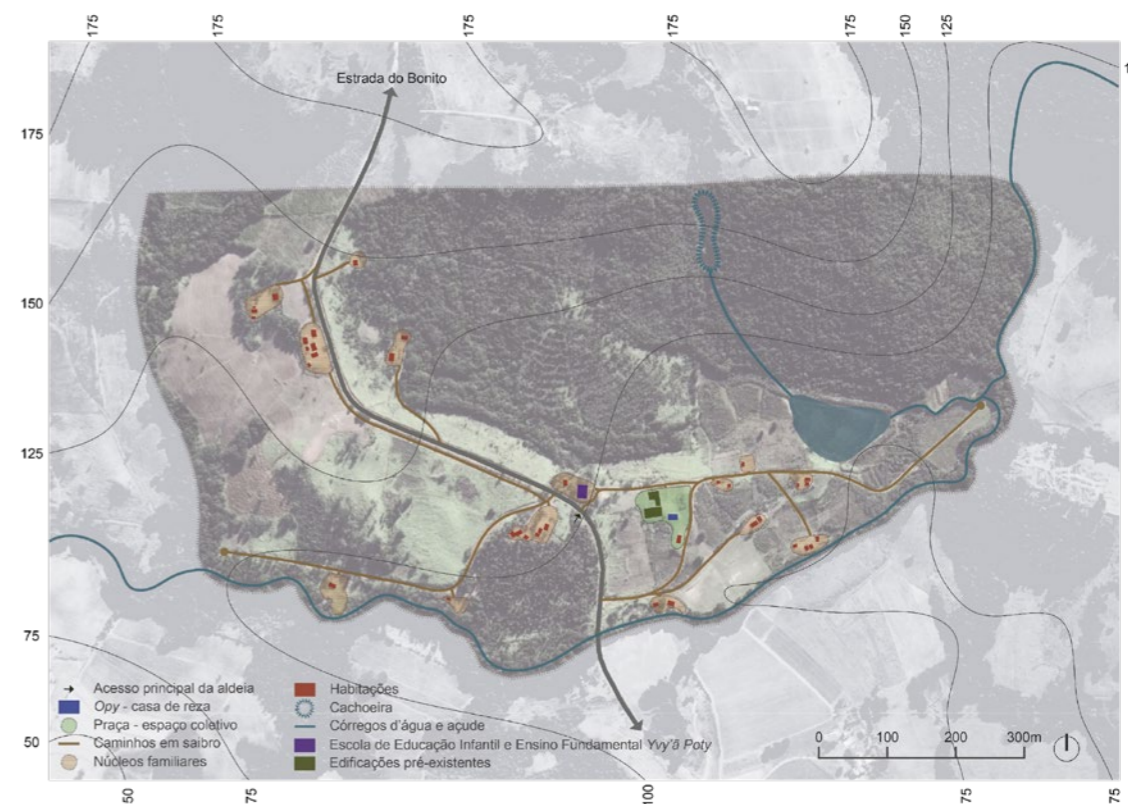 175
175
175
175
175
150
125
1
Estrada do Bonito
175
150
125
75
50
Acesso principal da aldeia
Opy - casa de reza
Praça - espaço coletivo
Caminhos em saibro
Núcleos familiares
Habitações
Cachoeira
Córregos d'água e açude
Escola de Educação Infantil e Ensino Fundamental Yvy'ã Poty
Edificações pré-existentes
0 100 200 300m
50
75
100
75
75